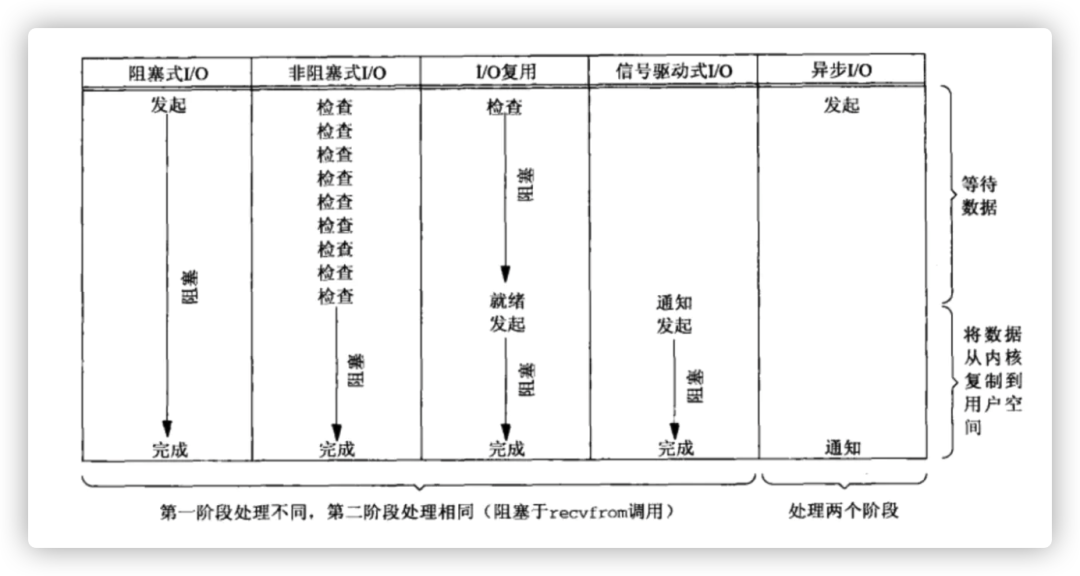 阻塞式I/O 非阻塞式I/O I/O复用 信号驱动式I/O 异步I/O
发起 检查 检查 发起
检查
检查
检查
检查
检查
检查
检查
检查
阻塞
阻塞
就绪 通知
发起 发起
阻塞
阻塞
阻塞
完成 完成 完成 完成 通知
等待
数据
将数据
从内核
复制到
用户空
间
第一阶段处理不同，第二阶段处理相同（阻塞于recvfrom调用）
处理两个阶段